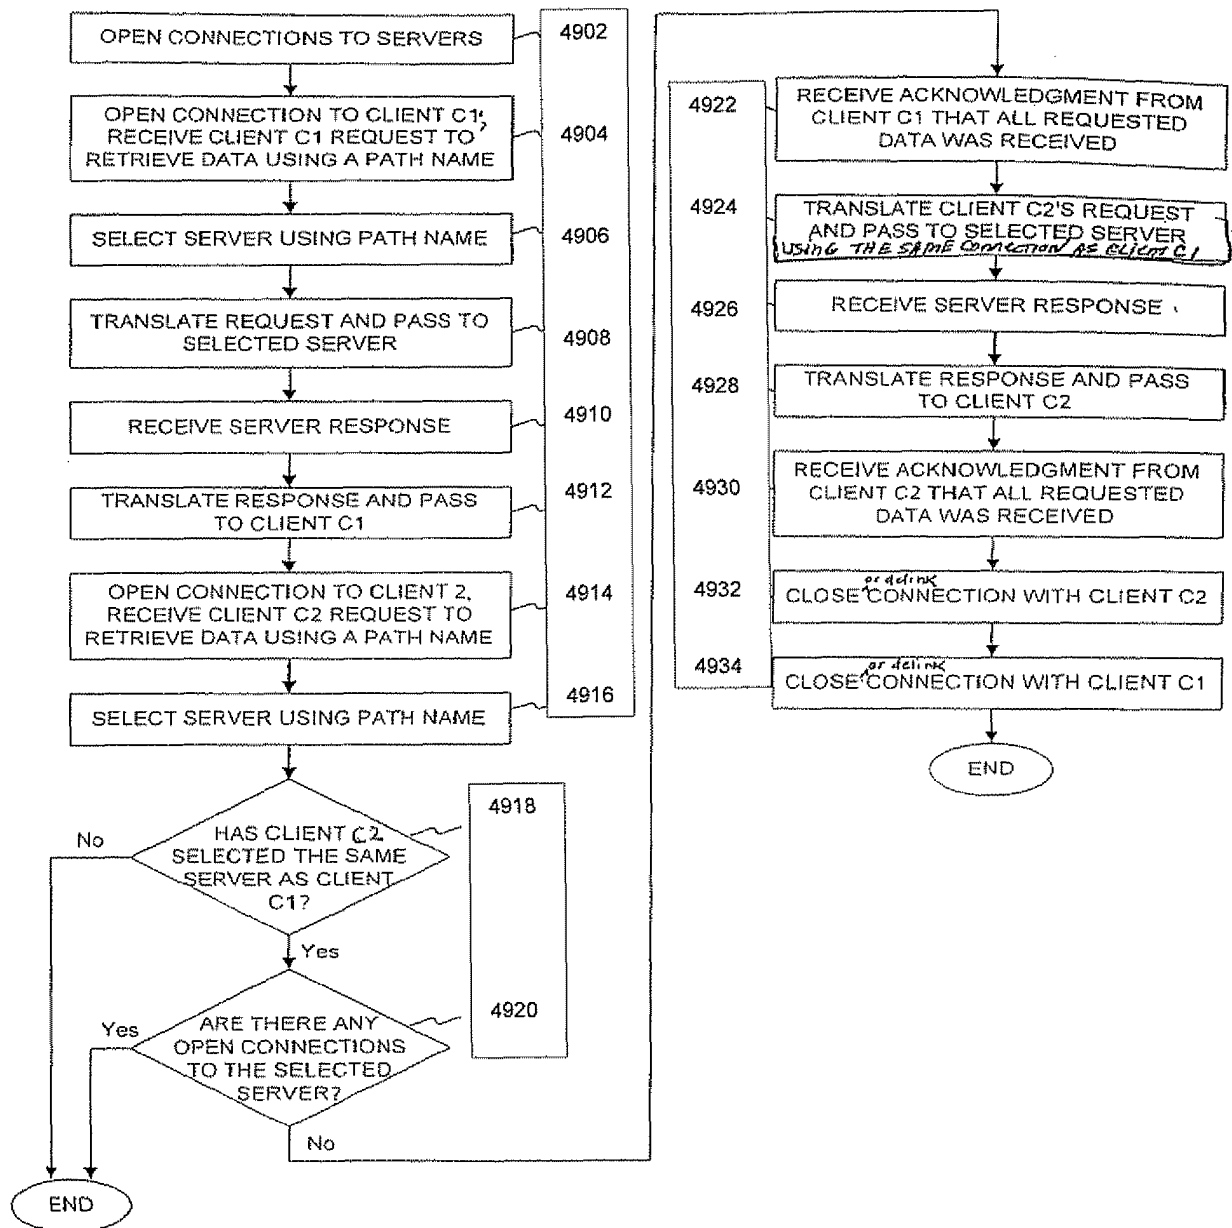 OPEN CONNECTIONS TO SERVERS
4902
OPEN CONNECTION TO CLIENT C1;
RECEIVE CLIENT C1 REQUEST TO
RETRIEVE DATA USING A PATH NAME
4904
SELECT SERVER USING PATH NAME
4906
TRANSLATE REQUEST AND PASS TO
SELECTED SERVER
4908
RECEIVE SERVER RESPONSE
4910
TRANSLATE RESPONSE AND PASS
TO CLIENT C1
4912
OPEN CONNECTION TO CLIENT 2,
RECEIVE CLIENT C2 REQUEST TO
RETRIEVE DATA USING A PATH NAME
4914
SELECT SERVER USING PATH NAME
4916
HAS CLIENT C2
SELECTED THE SAME
SERVER AS CLIENT
C1?
4918
No
Yes
ARE THERE ANY
OPEN CONNECTIONS
TO THE SELECTED
SERVER?
4920
Yes
No
END
4922
RECEIVE ACKNOWLEDGMENT FROM
CLIENT C1 THAT ALL REQUESTED
DATA WAS RECEIVED
4924
TRANSLATE CLIENT C2'S REQUEST
AND PASS TO SELECTED SERVER
USING THE SAME CONNECTION AS CLIENT C1
4926
RECEIVE SERVER RESPONSE
4928
TRANSLATE RESPONSE AND PASS
TO CLIENT C2
4930
RECEIVE ACKNOWLEDGMENT FROM
CLIENT C2 THAT ALL REQUESTED
DATA WAS RECEIVED
4932
or delink
CLOSE CONNECTION WITH CLIENT C2
4934
or delink
CLOSE CONNECTION WITH CLIENT C1
END